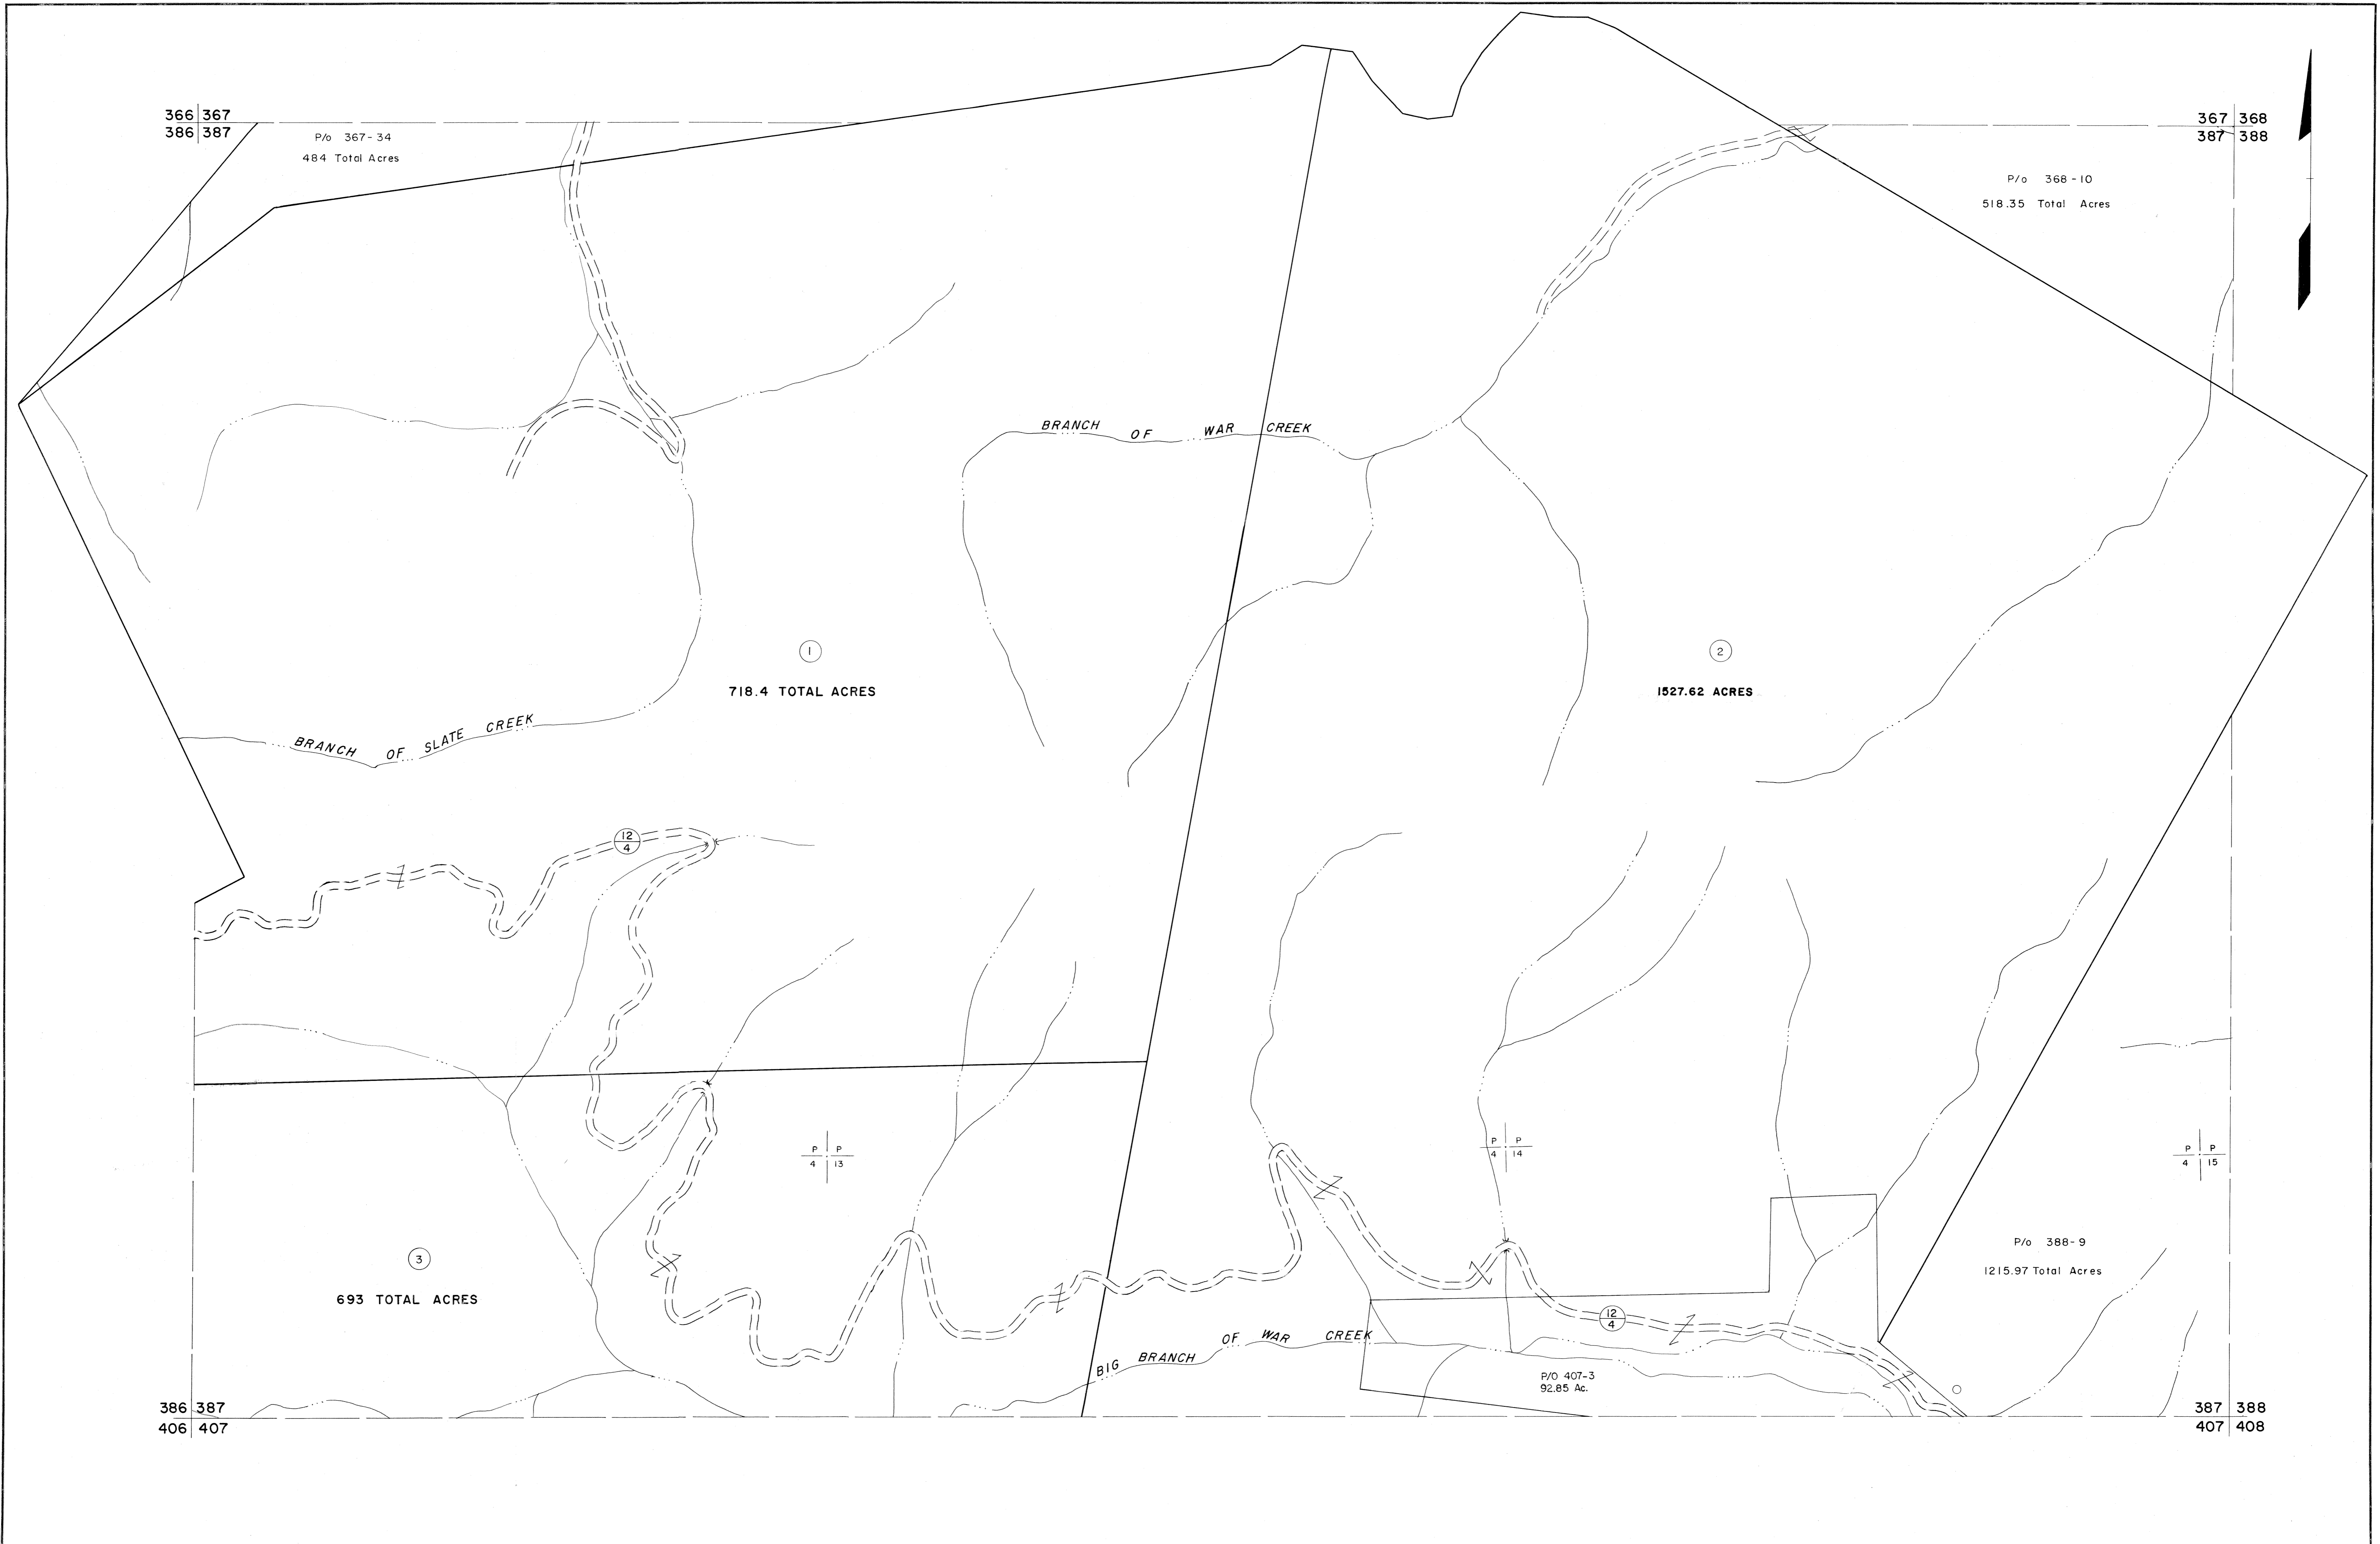 366 367
386 387
P/o 367-34
484 Total Acres
367 368
387 388
P/o 368-10
518.35 Total Acres
BRANCH OF WAR CREEK
1
718.4 TOTAL ACRES
2
1527.62 ACRES
BRANCH OF SLATE CREEK
12
4
P P
4 13
P P
4 14
P P
4 15
3
693 TOTAL ACRES
P/o 388-9
1215.97 Total Acres
12
4
BIG BRANCH OF WAR CREEK
P/O 407-3
92.85 Ac.
386 387
406 407
387 388
407 408